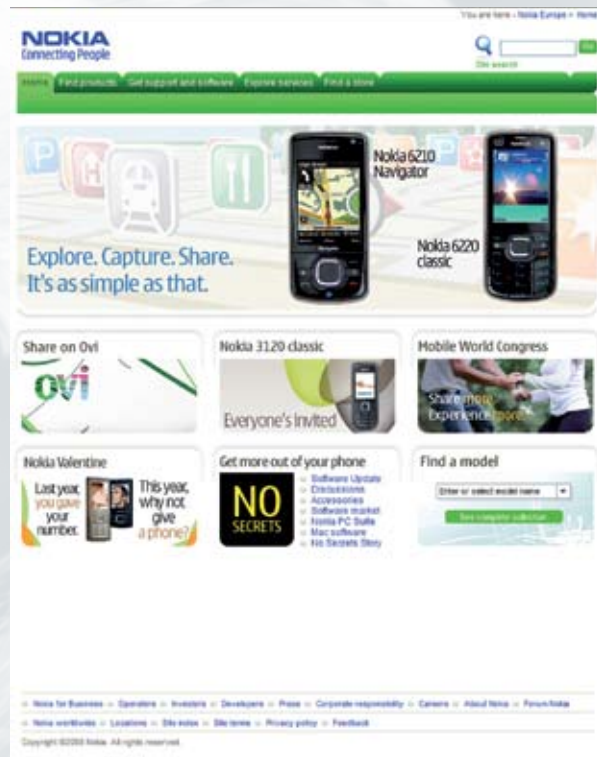 You are here - Nokia Europe > Home
NOKIA
Connecting People
Site search
Home Find products Get support and software Explore services Find a store
P H
Nokia 6210
Navigator
Nokia 6220
classic
Explore. Capture. Share.
It's as simple as that.
Share on Ovi
ovi
Nokia 3120 classic
Everyone's Invited
Mobile World Congress
Share more.
Experience more.
Nokia Valentine
Last year,
you gave
your
number.
This year,
why not
give
a phone?
Get more out of your phone
NO
SECRETS
Software Update
Discussions
Accessories
Software market
Nokia PC Suite
Mac software
No Secrets Story
Find a model
Enter or select model name
See complete collection
Nokia for Business Operators Investors Developers Press Corporate responsibility Careers About Nokia Forum Nokia
Nokia worldwide Locations Site index Site terms Privacy policy Feedback
Copyright ©2008 Nokia. All rights reserved.